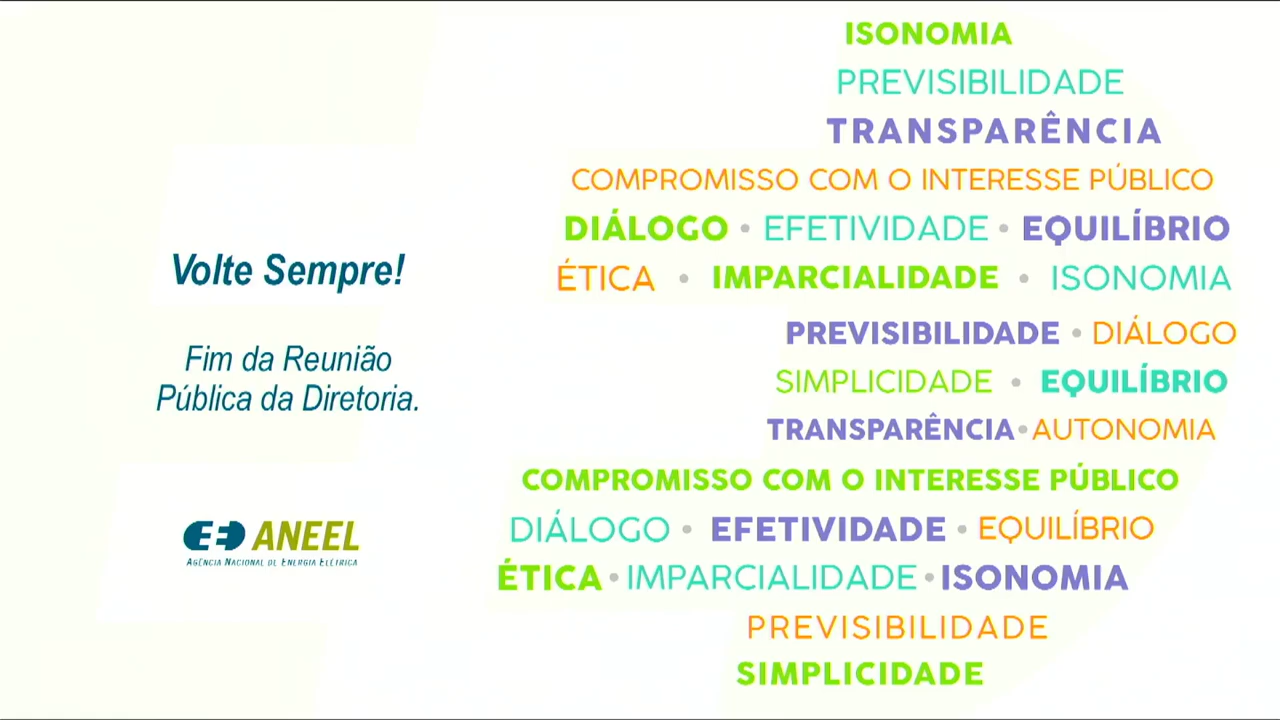 Volte Sempre!
Fim da Reunião
Pública da Diretoria.
ANEEL
AGÊNCIA NACIONAL DE ENERGIA ELÉTRICA
ISONOMIA
PREVISIBILIDADE
TRANSPARÊNCIA
COMPROMISSO COM O INTERESSE PÚBLICO
DIÁLOGO • EFETIVIDADE • EQUILÍBRIO
ÉTICA • IMPARCIALIDADE • ISONOMIA
PREVISIBILIDADE • DIÁLOGO
SIMPLICIDADE • EQUILÍBRIO
TRANSPARÊNCIA • AUTONOMIA
COMPROMISSO COM O INTERESSE PÚBLICO
DIÁLOGO • EFETIVIDADE • EQUILÍBRIO
ÉTICA • IMPARCIALIDADE • ISONOMIA
PREVISIBILIDADE
SIMPLICIDADE